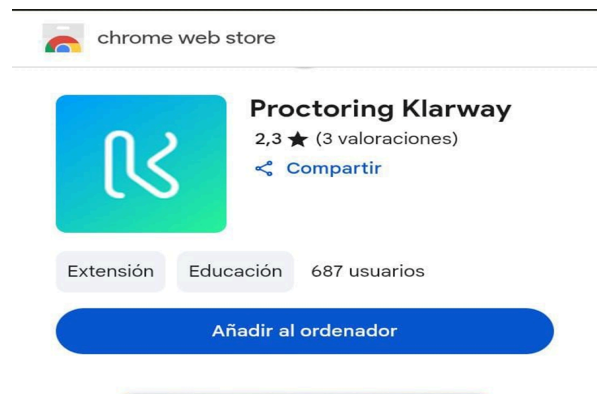 chrome web store
Proctoring Klarway
2,3 ★ (3 valoraciones)
Compartir
Extensión Educación 687 usuarios
Añadir al ordenador